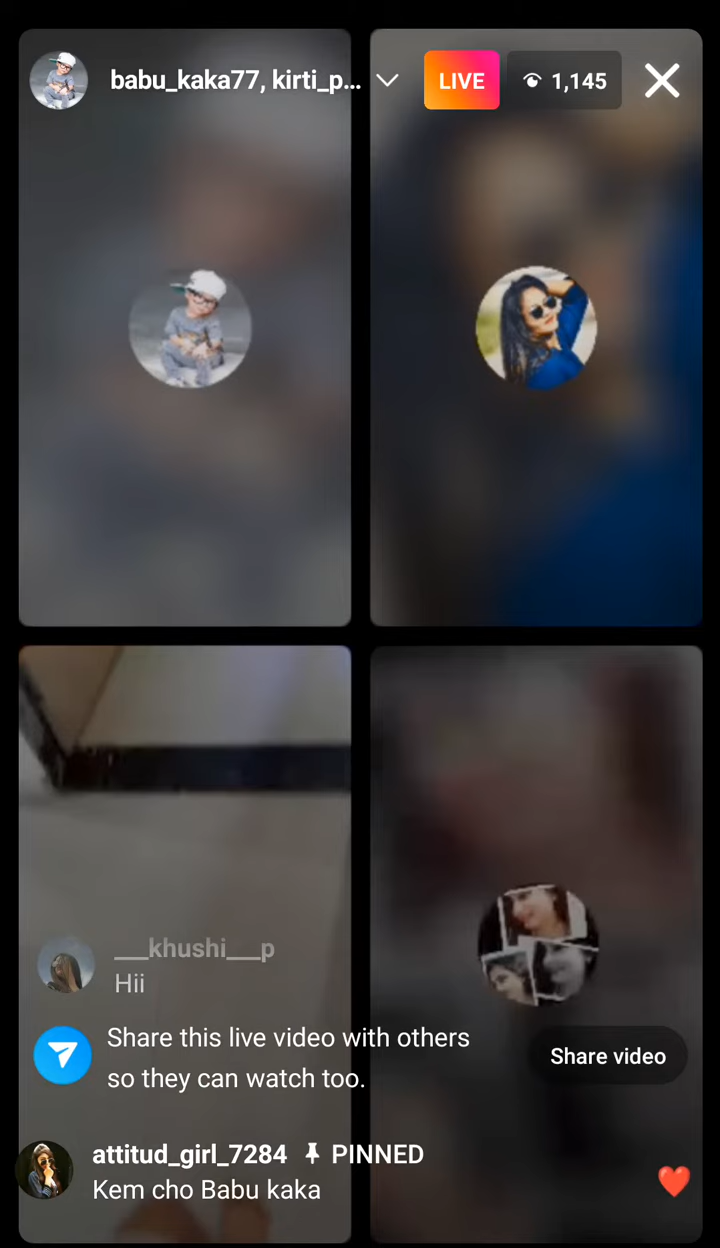 babu_kaka77, kirti_p...
LIVE
1,145
___khushi___p
Hii
Share this live video with others
so they can watch too.
Share video
attitud_girl_7284 PINNED
Kem cho Babu kaka